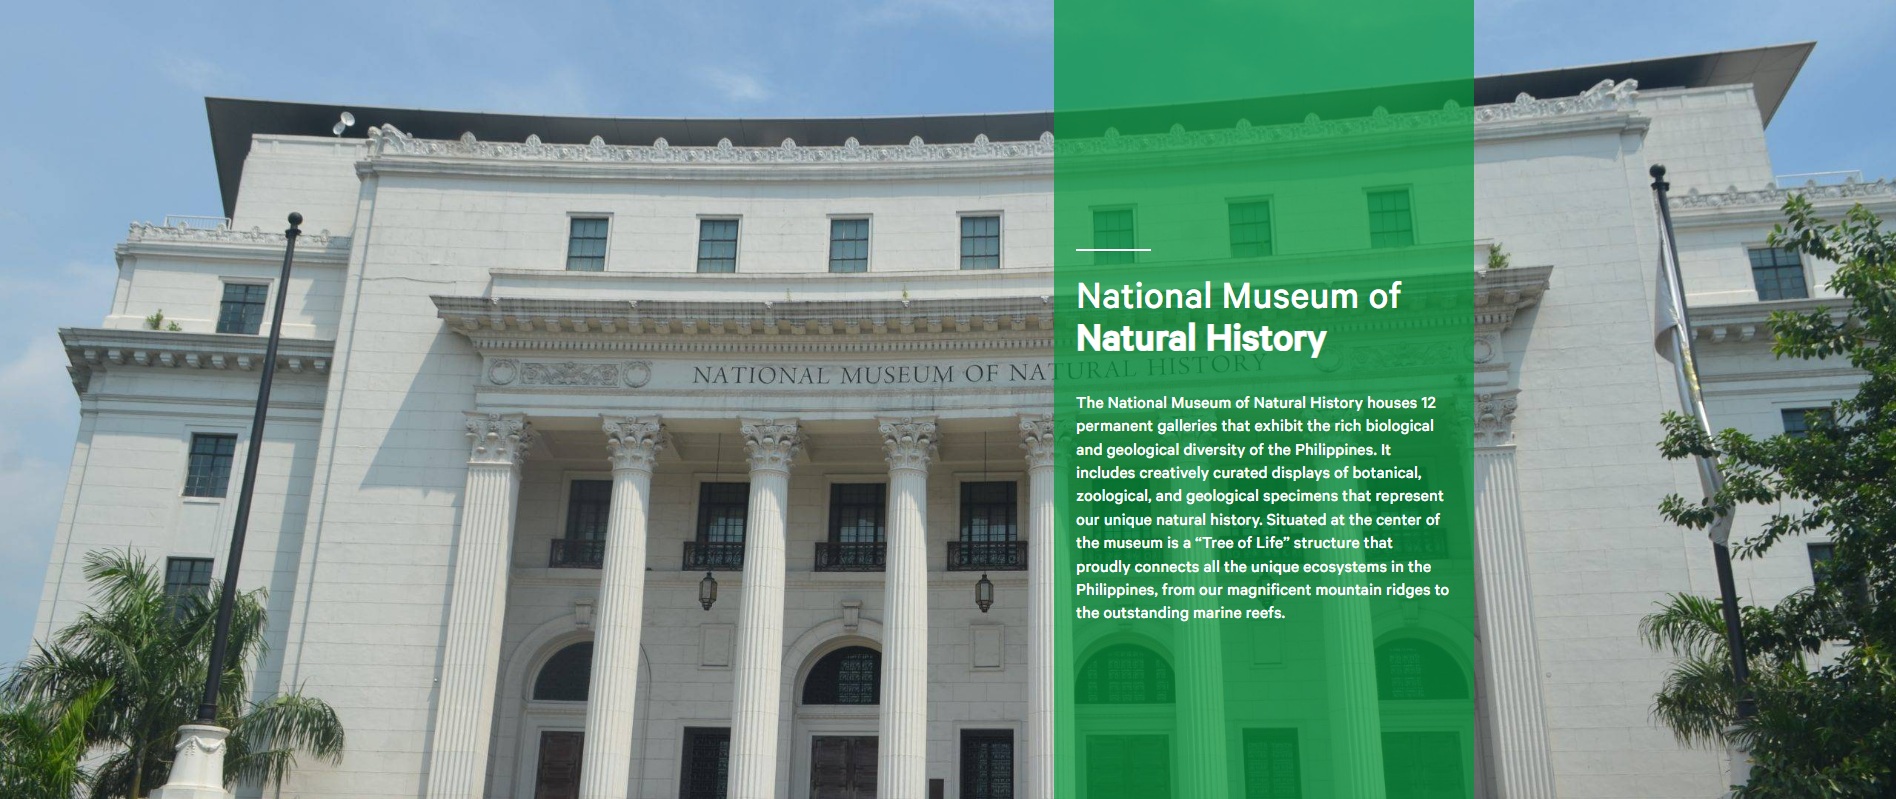 NATIONAL MUSEUM OF NATURAL HISTORY
National Museum of
Natural History
The National Museum of Natural History houses 12
permanent galleries that exhibit the rich biological
and geological diversity of the Philippines. It
includes creatively curated displays of botanical,
zoological, and geological specimens that represent
our unique natural history. Situated at the center of
the museum is a “Tree of Life” structure that
proudly connects all the unique ecosystems in the
Philippines, from our magnificent mountain ridges to
the outstanding marine reefs.